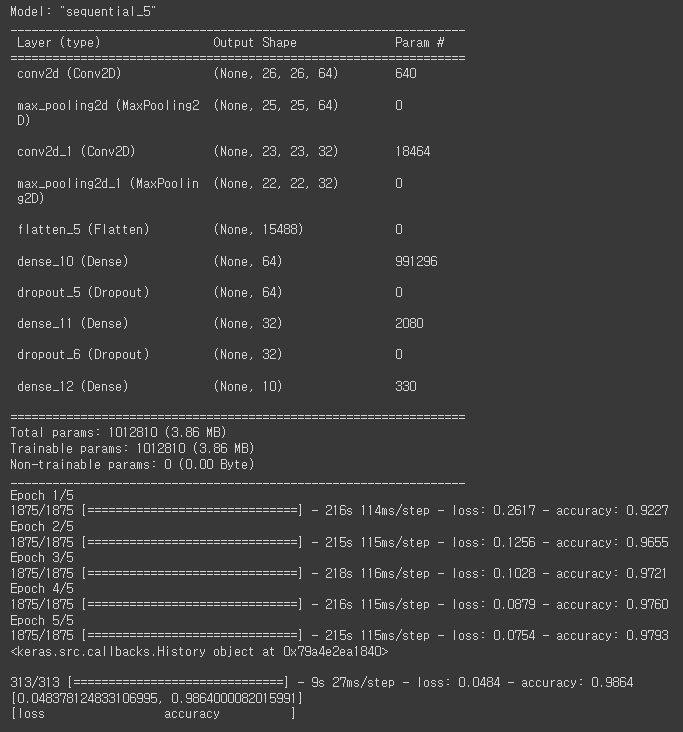 Model: "sequential_5"
_________________________________________________________________
Layer (type)                Output Shape              Param #
=================================================================
conv2d (Conv2D)             (None, 26, 26, 64)        640
max_pooling2d (MaxPooling2  (None, 25, 25, 64)        0
D)
conv2d_1 (Conv2D)           (None, 23, 23, 32)        18464
max_pooling2d_1 (MaxPoolin  (None, 22, 22, 32)        0
g2D)
flatten_5 (Flatten)         (None, 15488)             0
dense_10 (Dense)            (None, 64)                991296
dropout_5 (Dropout)         (None, 64)                0
dense_11 (Dense)            (None, 32)                2080
dropout_6 (Dropout)         (None, 32)                0
dense_12 (Dense)            (None, 10)                330
=================================================================
Total params: 1012810 (3.86 MB)
Trainable params: 1012810 (3.86 MB)
Non-trainable params: 0 (0.00 Byte)
_________________________________________________________________
Epoch 1/5
1875/1875 [==============================] - 216s 114ms/step - loss: 0.2617 - accuracy: 0.9227
Epoch 2/5
1875/1875 [==============================] - 215s 115ms/step - loss: 0.1256 - accuracy: 0.9655
Epoch 3/5
1875/1875 [==============================] - 218s 116ms/step - loss: 0.1028 - accuracy: 0.9721
Epoch 4/5
1875/1875 [==============================] - 216s 115ms/step - loss: 0.0879 - accuracy: 0.9760
Epoch 5/5
1875/1875 [==============================] - 215s 115ms/step - loss: 0.0754 - accuracy: 0.9793
<keras.src.callbacks.History object at 0x79a4e2ea1840>
313/313 [==============================] - 9s 27ms/step - loss: 0.0484 - accuracy: 0.9864
[0.048378124833106995, 0.9864000082015991]
[loss                 accuracy          ]